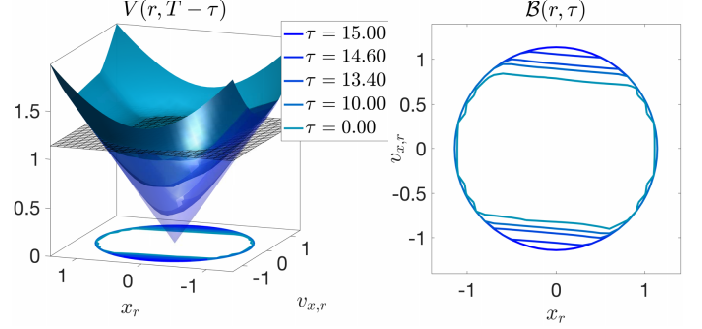 V(r, T − τ)
τ = 15.00
τ = 14.60
τ = 13.40
τ = 10.00
τ = 0.00
1.5
1
0.5
0
1
0
-1
-1
0
1
x_r
v_{x,r}
B(r, τ)
1
0.5
0
-0.5
-1
-1
0
1
v_{x,r}
x_r